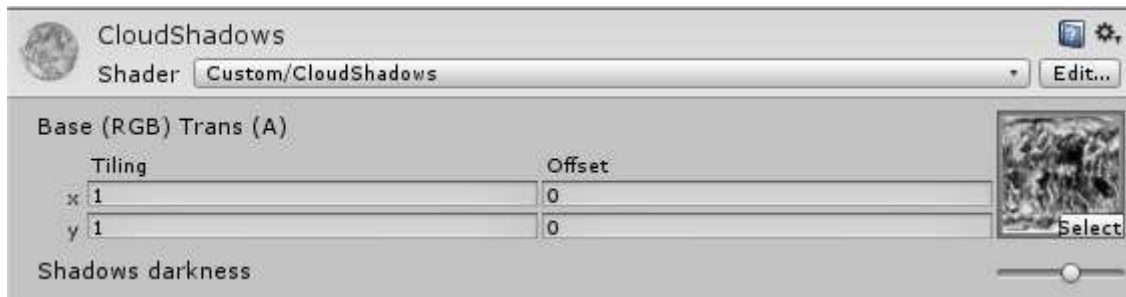 CloudShadows
Shader Custom/CloudShadows Edit...
Base (RGB) Trans (A)
Tiling Offset
x 1 0
y 1 0
Select
Shadows darkness